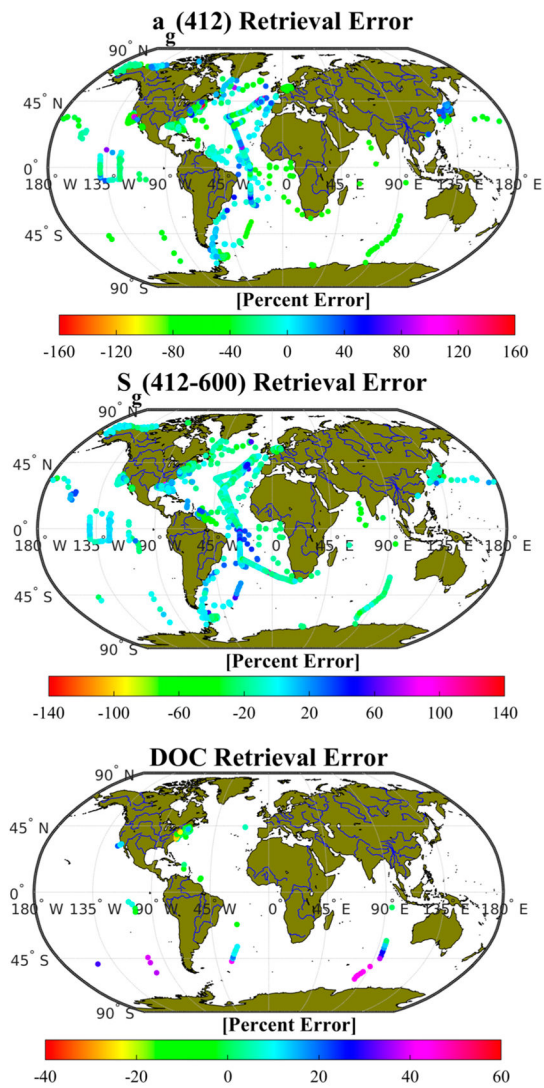 a_g(412) Retrieval Error
90° N
45° N
0°
180° W 135° W 90° W 45° W 0° 45° E 90° E 135° E 180° E
45° S
90° S
[Percent Error]
-160 -120 -80 -40 0 40 80 120 160
S_g(412-600) Retrieval Error
90° N
45° N
0°
180° W 135° W 90° W 45° W 0° 45° E 90° E 135° E 180° E
45° S
90° S
[Percent Error]
-140 -100 -60 -20 20 60 100 140
DOC Retrieval Error
90° N
45° N
0°
180° W 135° W 90° W 45° W 0° 45° E 90° E 135° E 180° E
45° S
90° S
[Percent Error]
-40 -20 0 20 40 60